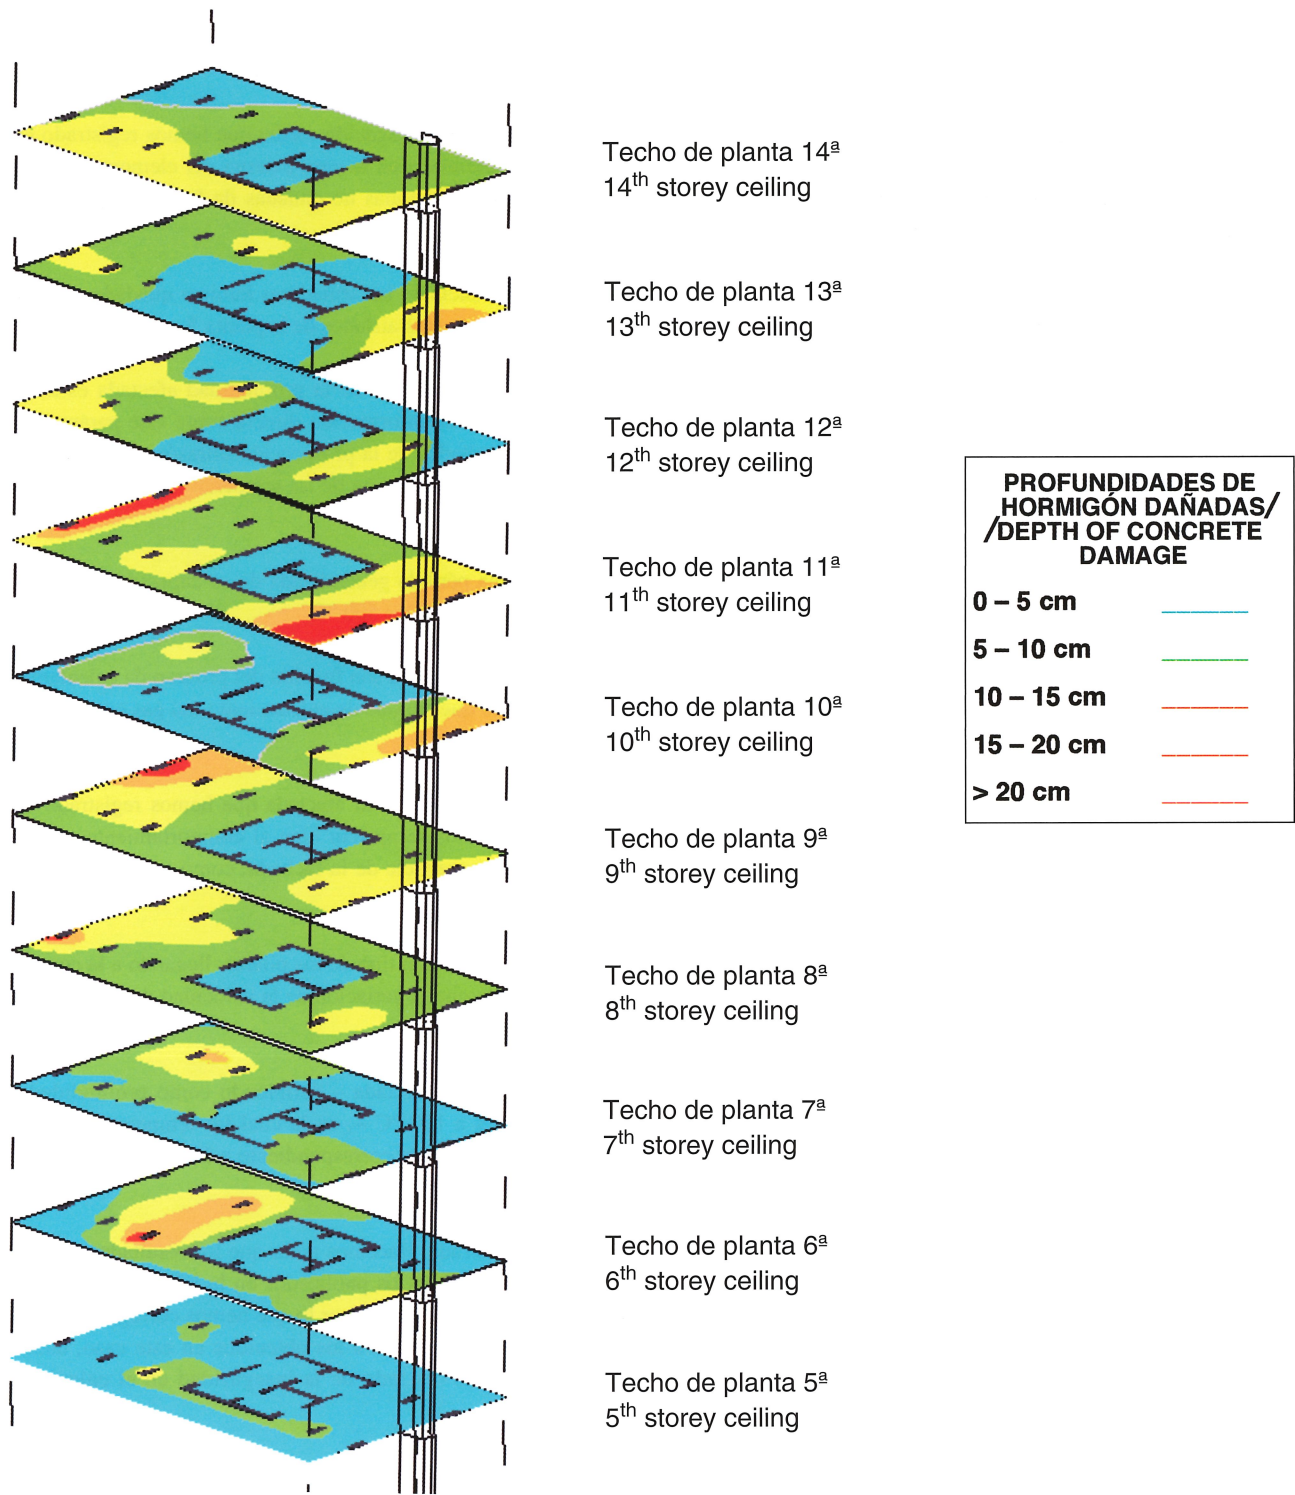 Techo de planta 14ª
14th storey ceiling
Techo de planta 13ª
13th storey ceiling
Techo de planta 12ª
12th storey ceiling
Techo de planta 11ª
11th storey ceiling
Techo de planta 10ª
10th storey ceiling
Techo de planta 9ª
9th storey ceiling
Techo de planta 8ª
8th storey ceiling
Techo de planta 7ª
7th storey ceiling
Techo de planta 6ª
6th storey ceiling
Techo de planta 5ª
5th storey ceiling
PROFUNDIDADES DE
HORMIGÓN DAÑADAS/
/DEPTH OF CONCRETE
DAMAGE
0 – 5 cm
5 – 10 cm
10 – 15 cm
15 – 20 cm
> 20 cm